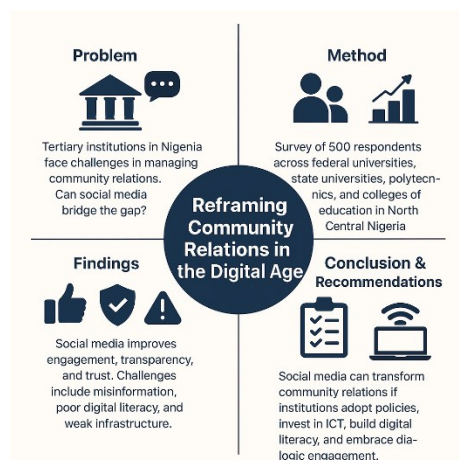 Problem
Tertiary institutions in Nigeria
face challenges in managing
community relations.
Can social media
bridge the gap?
Method
Survey of 500 respondents
across federal universities,
state universities, polytech-
nics, and colleges of
education in North
Central Nigeria
Reframing
Community
Relations in
the Digital Age
Findings
Social media improves
engagement, transparency,
and trust. Challenges
include misinformation,
poor digital literacy, and
weak infrastructure.
Conclusion &
Recommendations
Social media can transform
community relations if
institutions adopt policies,
invest in ICT, build digital
literacy, and embrace dia-
logic engagement.